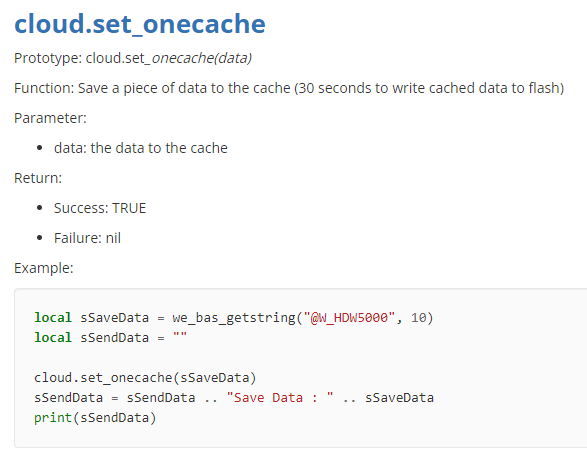 cloud.set_onecache
Prototype: cloud.set_onecache(data)
Function: Save a piece of data to the cache (30 seconds to write cached data to flash)
Parameter:
• data: the data to the cache
Return:
• Success: TRUE
• Failure: nil
Example:
local sSaveData = we_bas_getstring("@W_HDW5000", 10)
local sSendData = ""
cloud.set_onecache(sSaveData)
sSendData = sSendData .. "Save Data : " .. sSaveData
print(sSendData)